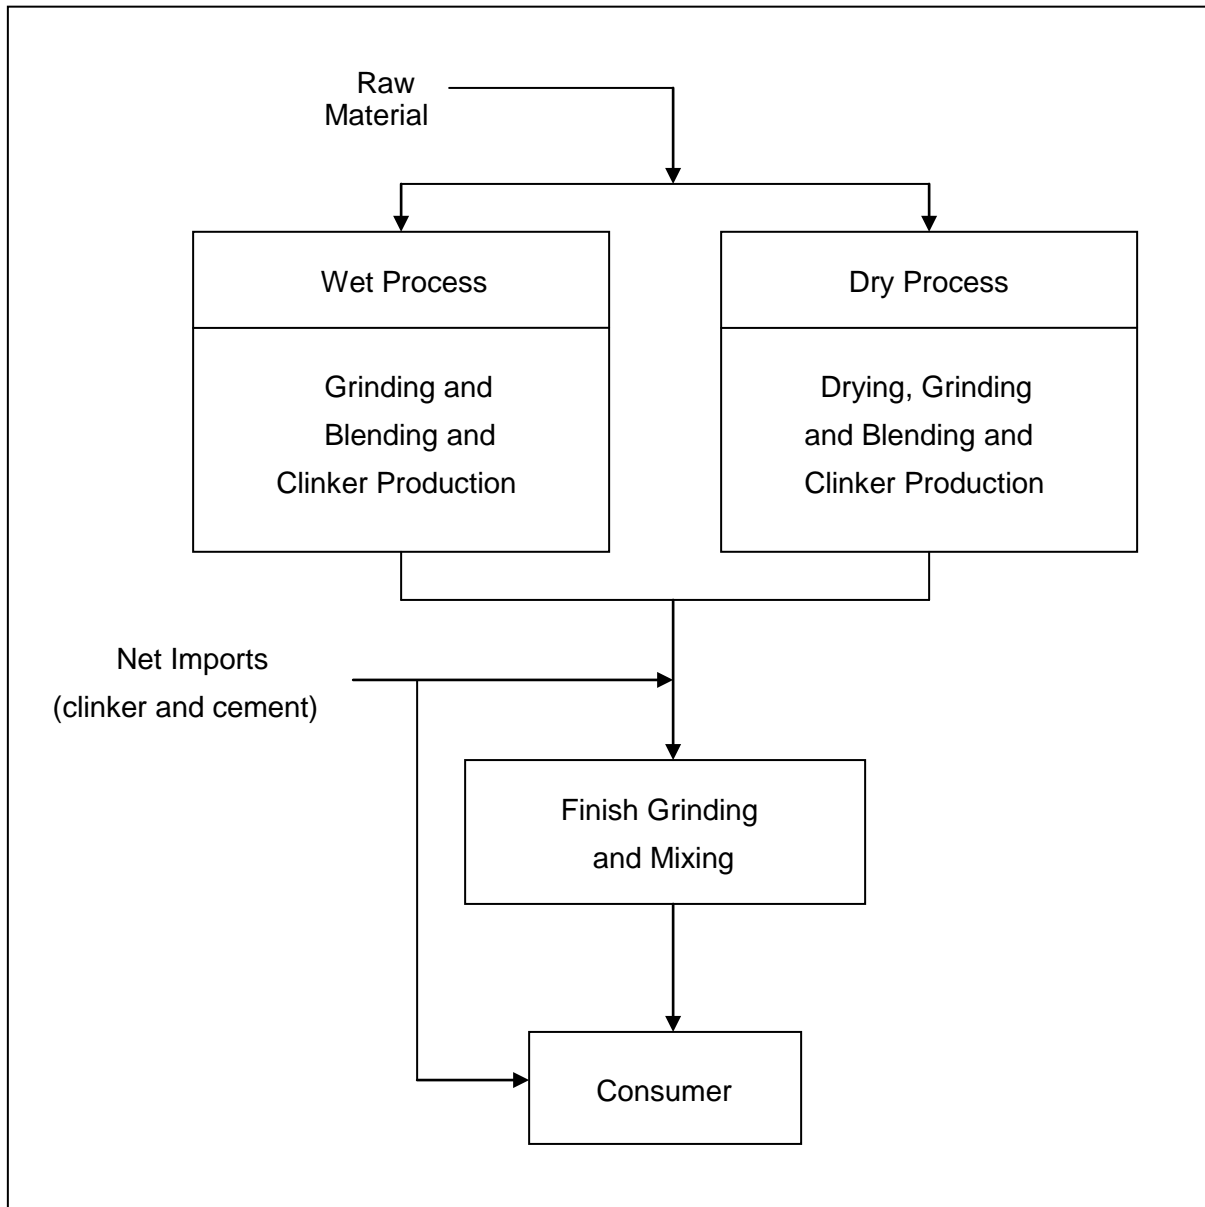 Raw
Material
Wet Process
Dry Process
Grinding and
Blending and
Clinker Production
Drying, Grinding
and Blending and
Clinker Production
Net Imports
(clinker and cement)
Finish Grinding
and Mixing
Consumer